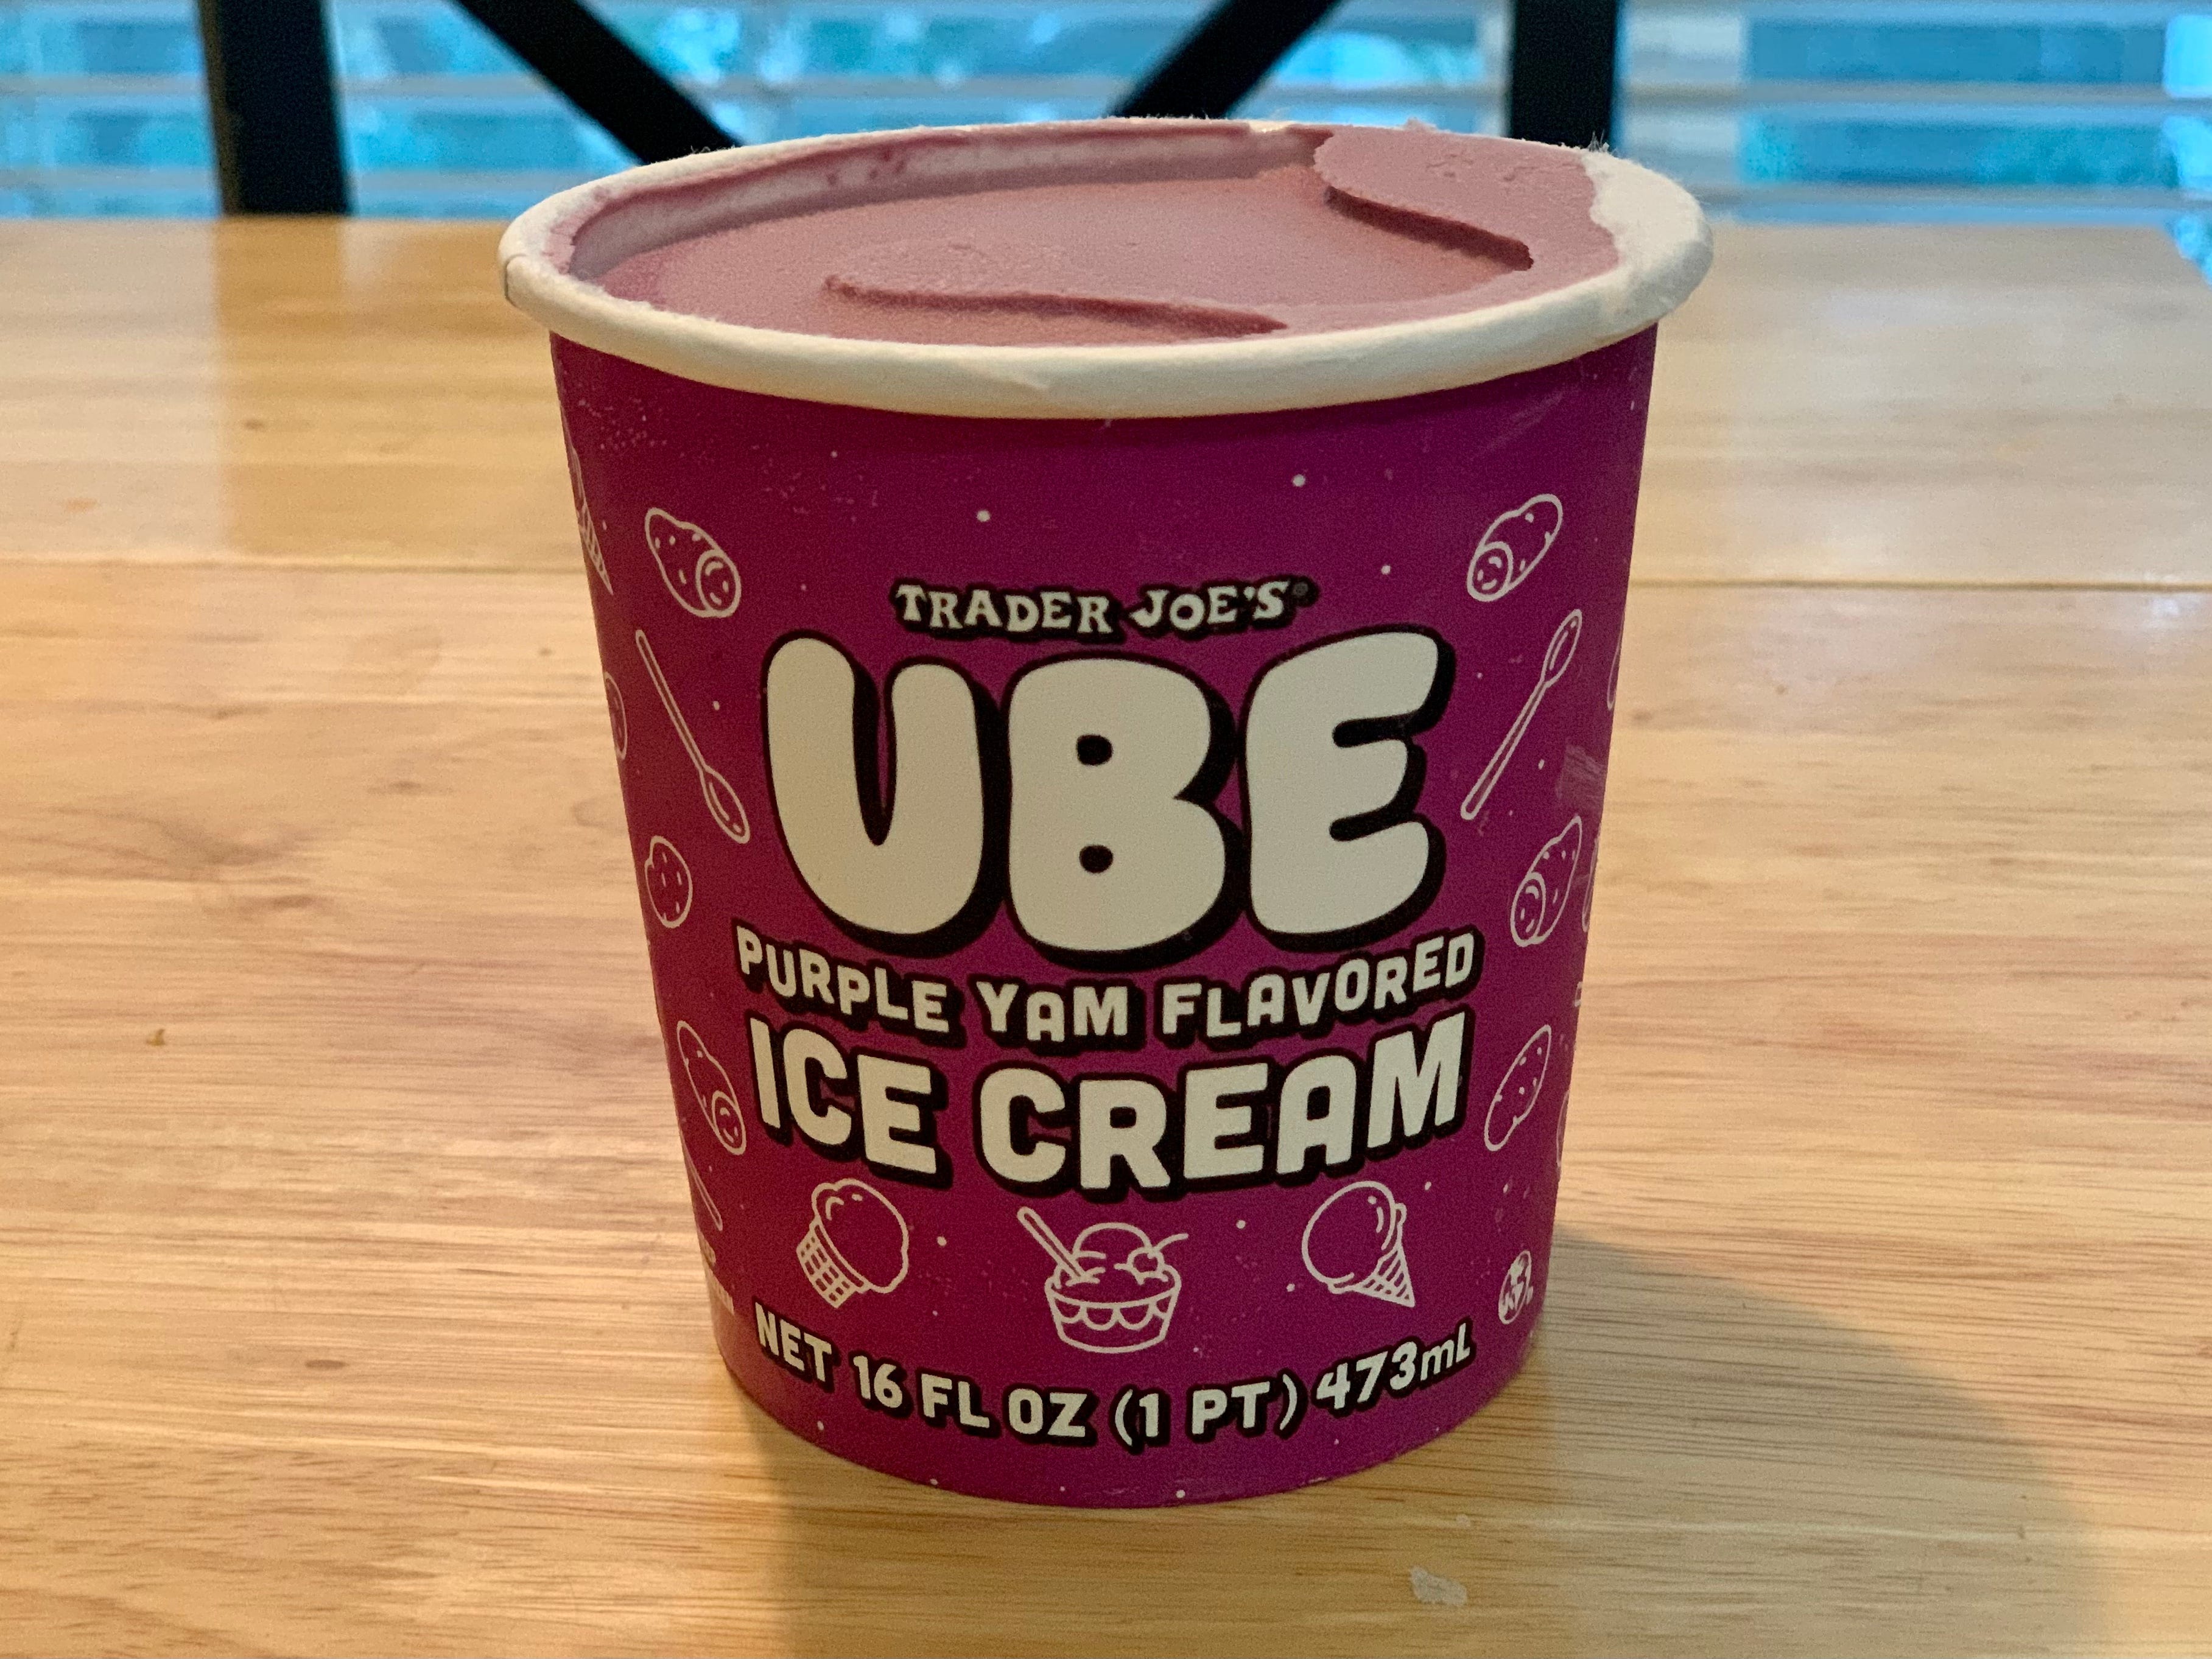 TRADER JOE'S®
UBE
PURPLE YAM FLAVORED
ICE CREAM
NET 16 FL OZ (1 PT) 473mL